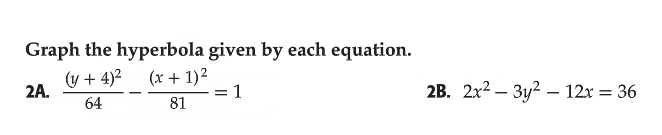 Graph the hyperbola given by each equation.
2A. (y + 4)²/64 − (x + 1)²/81 = 1
2B. 2x² − 3y² − 12x = 36